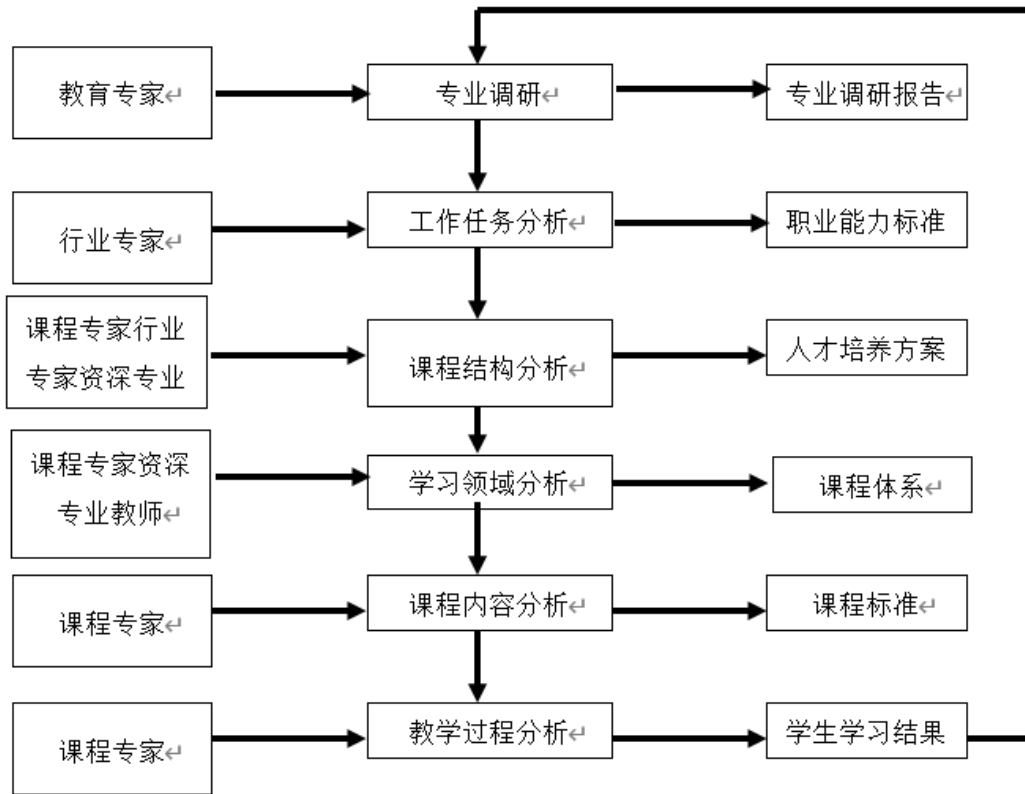 教育专家
专业调研
专业调研报告
行业专家
工作任务分析
职业能力标准
课程专家行业
专家资深专业
课程结构分析
人才培养方案
课程专家资深
专业教师
学习领域分析
课程体系
课程专家
课程内容分析
课程标准
课程专家
教学过程分析
学生学习结果